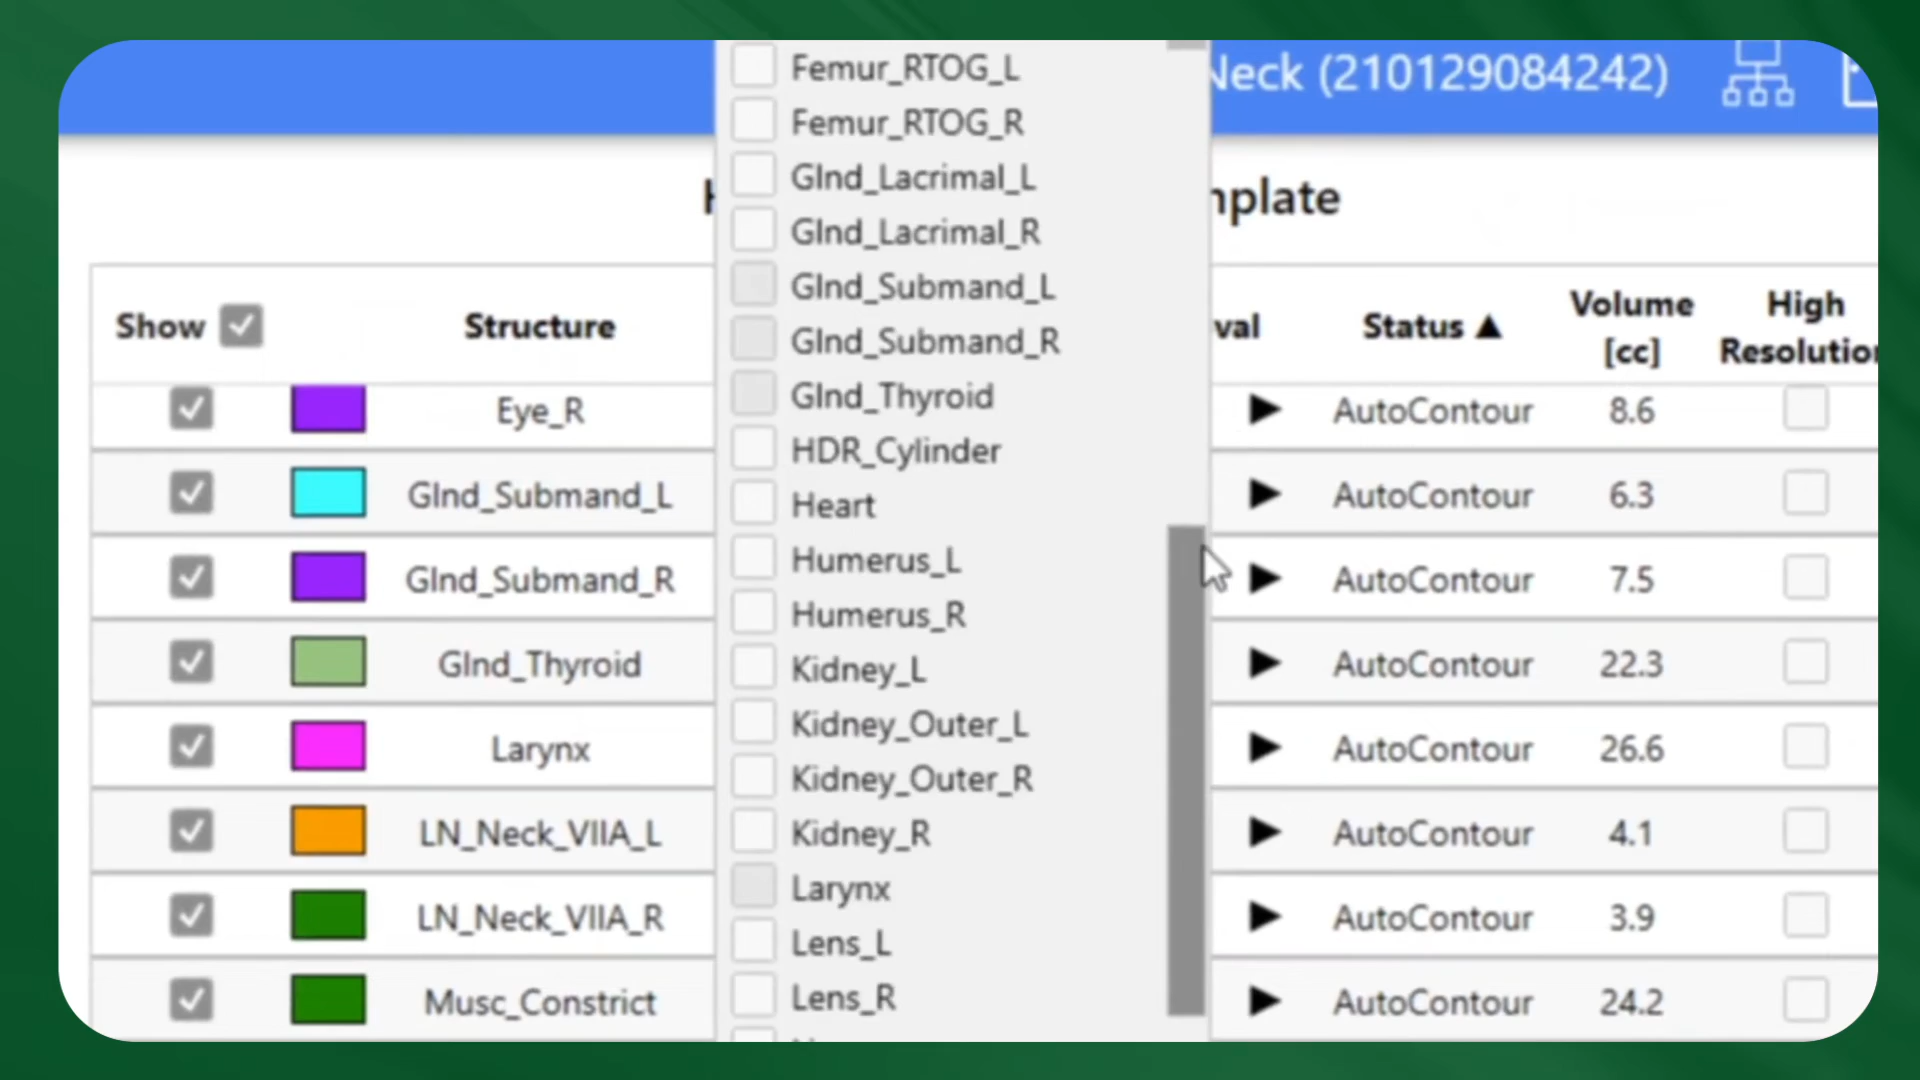 Neck (210129084242)
nplate
Show Structure val Status ▲ Volume [cc] High Resolution
Eye_R AutoContour 8.6
Glnd_Submand_L AutoContour 6.3
Glnd_Submand_R AutoContour 7.5
Glnd_Thyroid AutoContour 22.3
Larynx AutoContour 26.6
LN_Neck_VIIA_L AutoContour 4.1
LN_Neck_VIIA_R AutoContour 3.9
Musc_Constrict AutoContour 24.2
Femur_RTOG_L
Femur_RTOG_R
Glnd_Lacrimal_L
Glnd_Lacrimal_R
Glnd_Submand_L
Glnd_Submand_R
Glnd_Thyroid
HDR_Cylinder
Heart
Humerus_L
Humerus_R
Kidney_L
Kidney_Outer_L
Kidney_Outer_R
Kidney_R
Larynx
Lens_L
Lens_R